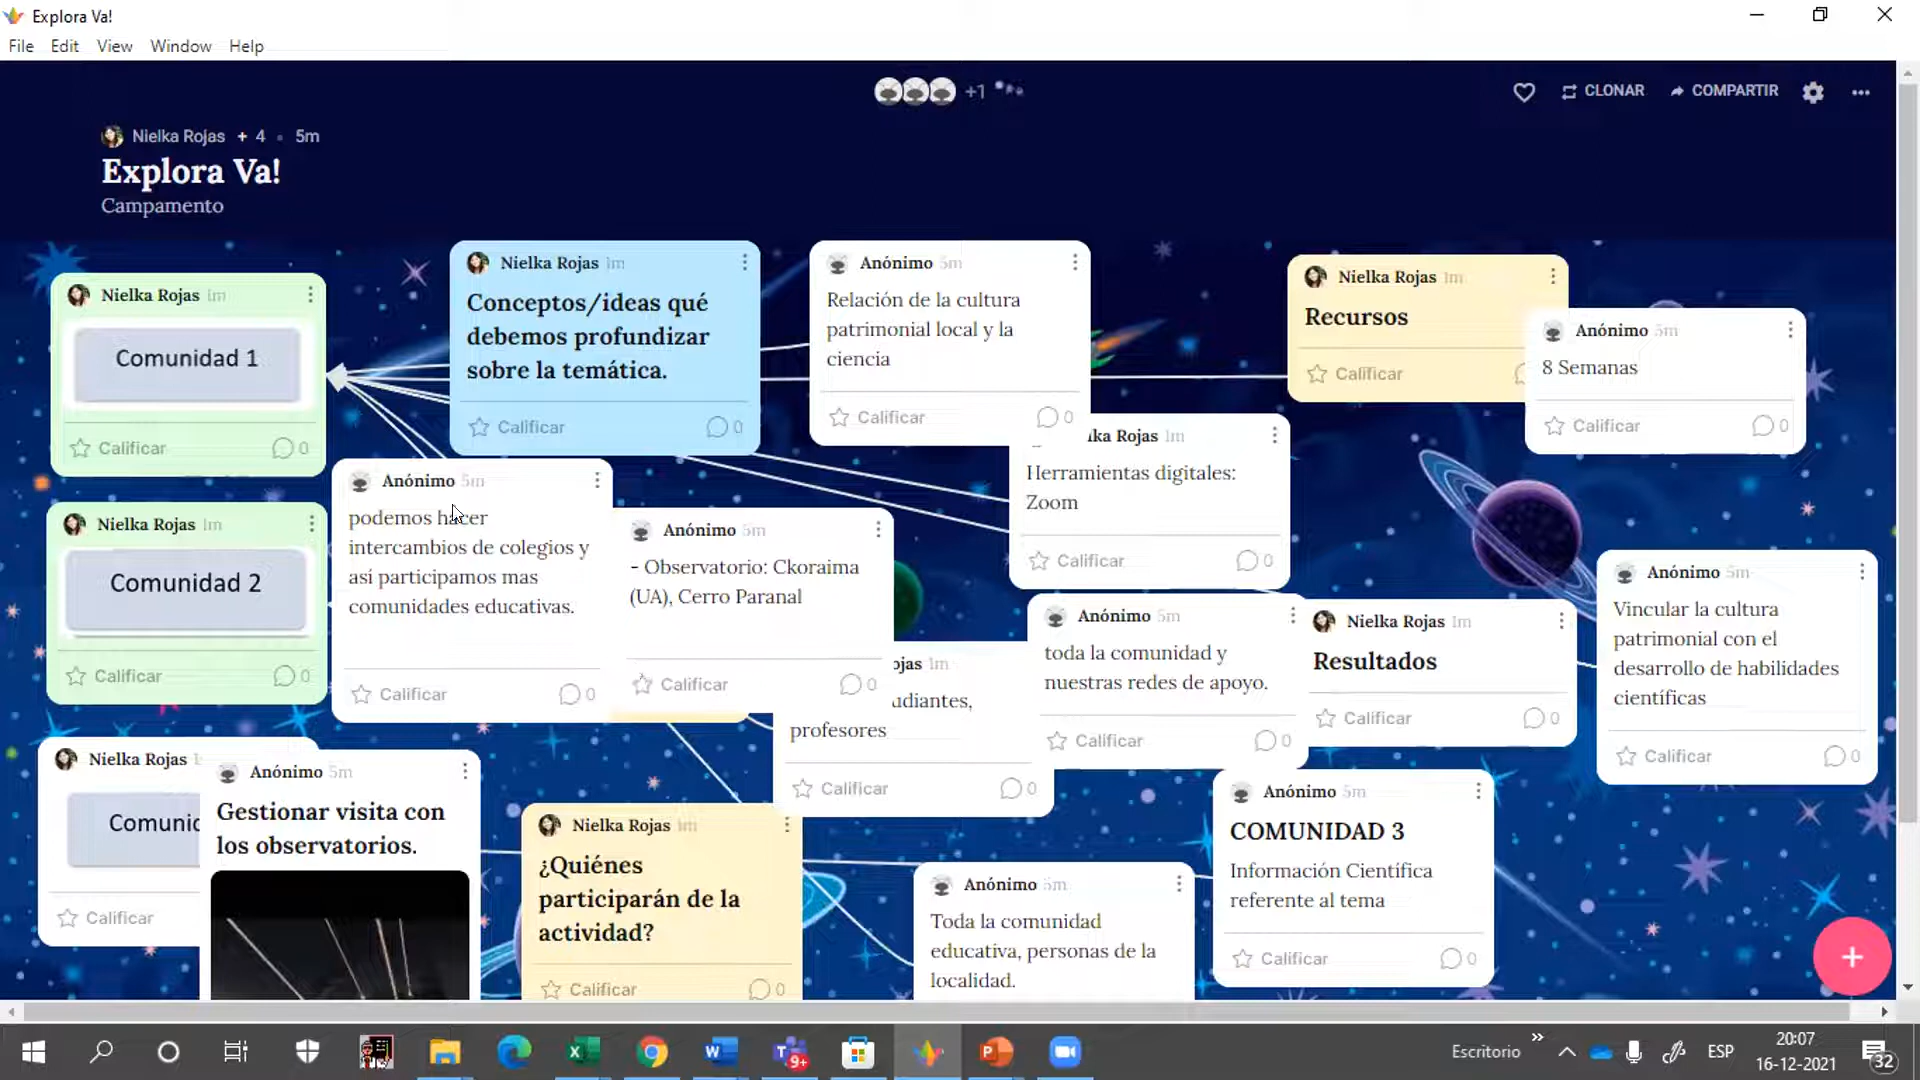 Explora Va!
File Edit View Window Help
+1
CLONAR
COMPARTIR
Nielka Rojas + 4 • 5m
Explora Va!
Campamento
Nielka Rojas 1m
Comunidad 1
Calificar 0
Nielka Rojas 1m
Conceptos/ideas qué
debemos profundizar
sobre la temática.
Calificar 0
Anónimo 5m
Relación de la cultura
patrimonial local y la
ciencia
Calificar 0
Nielka Rojas 1m
Recursos
Calificar
Anónimo 5m
8 Semanas
Calificar 0
Rojas 1m
Herramientas digitales:
Zoom
Calificar 0
Nielka Rojas 1m
Comunidad 2
Calificar 0
Anónimo 5m
podemos hacer
intercambios de colegios y
así participamos mas
comunidades educativas.
Calificar 0
Anónimo 5m
- Observatorio: Ckoraima
(UA), Cerro Paranal
Calificar 0
1m
profesores
Calificar 0
Anónimo 5m
toda la comunidad y
nuestras redes de apoyo.
Calificar 0
Nielka Rojas 1m
Resultados
Calificar 0
Anónimo 5m
Vincular la cultura
patrimonial con el
desarrollo de habilidades
científicas
Calificar 0
Nielka Rojas
Calificar
Anónimo 5m
Gestionar visita con
los observatorios.
Nielka Rojas 1m
¿Quiénes
participarán de la
actividad?
Calificar 0
Anónimo 5m
Toda la comunidad
educativa, personas de la
localidad.
Anónimo 5m
COMUNIDAD 3
Información Científica
referente al tema
Calificar 0
9+
Escritorio
ESP
20:07
16-12-2021
32